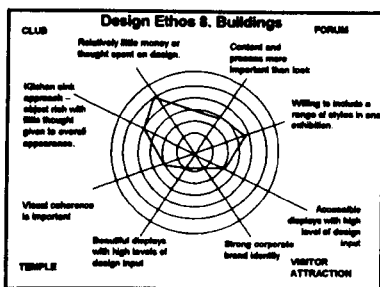 Design Ethos 8. Buildings
CLUB
FORUM
Relatively little money or
thought spent on design.
Content and
process more
important than look
Kitchen sink
approach –
object rich with
little thought
given to overall
appearance.
Willing to include a
range of styles in one
exhibition.
Visual coherence
is important
Accessible
displays with high
level of design
input
Beautiful displays
with high levels of
design input
Strong corporate
brand identity
TEMPLE
VISITOR
ATTRACTION